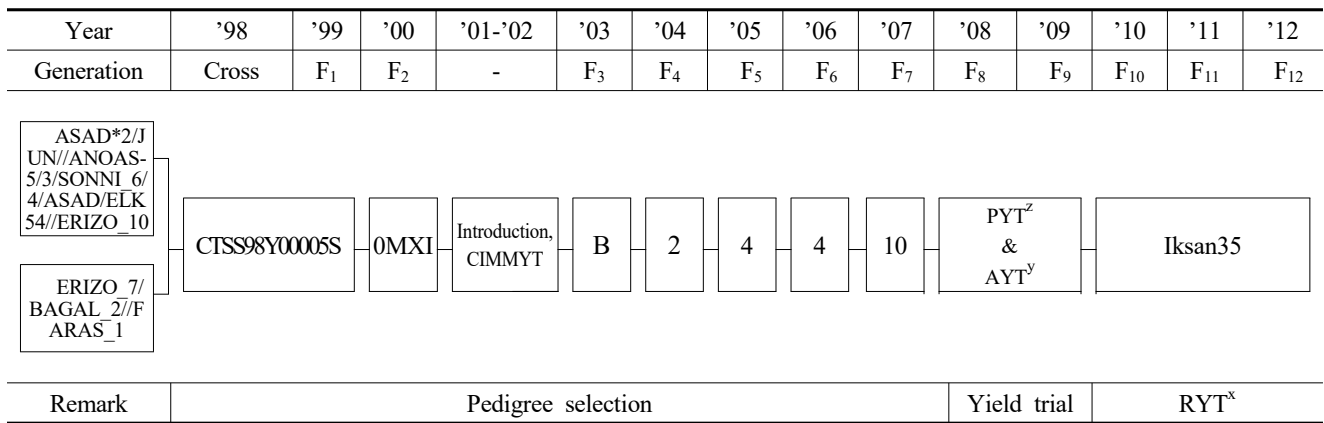 Year ’98 ’99 ’00 ’01-’02 ’03 ’04 ’05 ’06 ’07 ’08 ’09 ’10 ’11 ’12
Generation Cross F1 F2 - F3 F4 F5 F6 F7 F8 F9 F10 F11 F12
ASAD*2/J
UN//ANOAS-
5/3/SONNI_6/
4/ASAD/ELK
54//ERIZO_10
ERIZO_7/
BAGAL_2//F
ARAS_1
CTSS98Y00005S
0MXI
Introduction,
CIMMYT
B
2
4
4
10
PYTz
&
AYTy
Iksan35
Remark Pedigree selection Yield trial RYTx